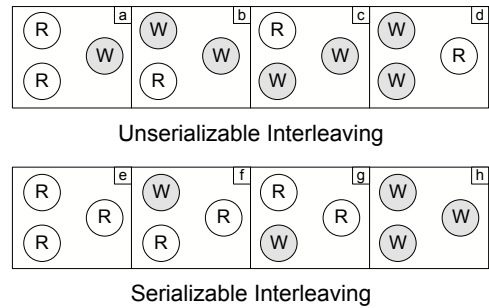 a b c d
R W R W
W W W R
R R W W
Unserializable Interleaving
e f g h
R W R W
R R R W
R R W W
Serializable Interleaving